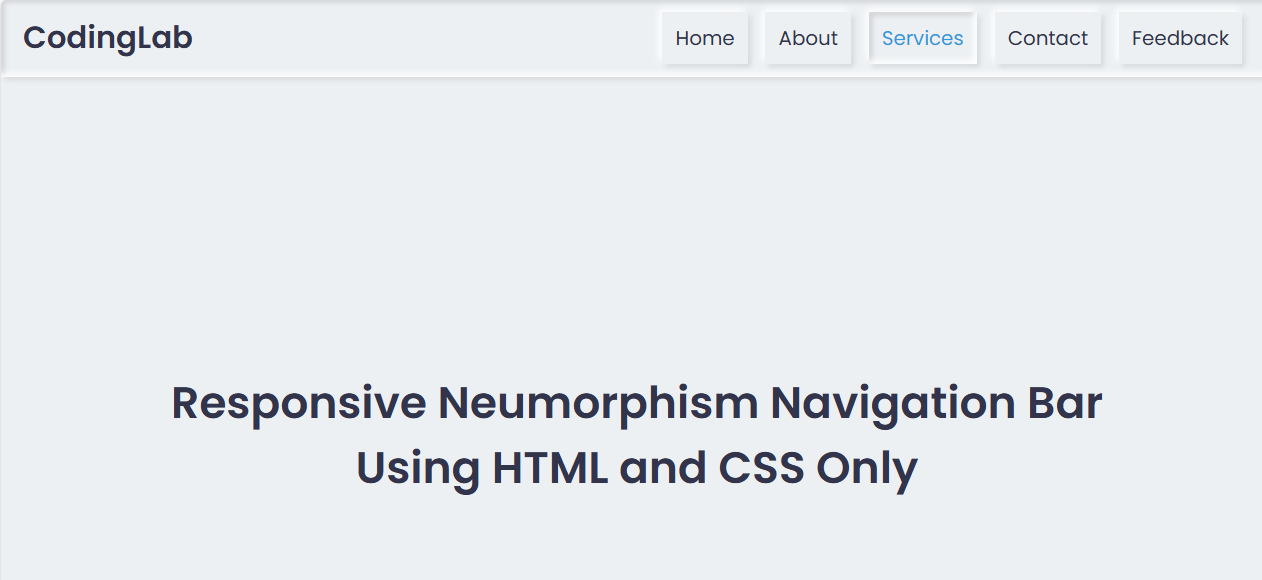 CodingLab
Home About Services Contact Feedback
Responsive Neumorphism Navigation Bar
Using HTML and CSS Only